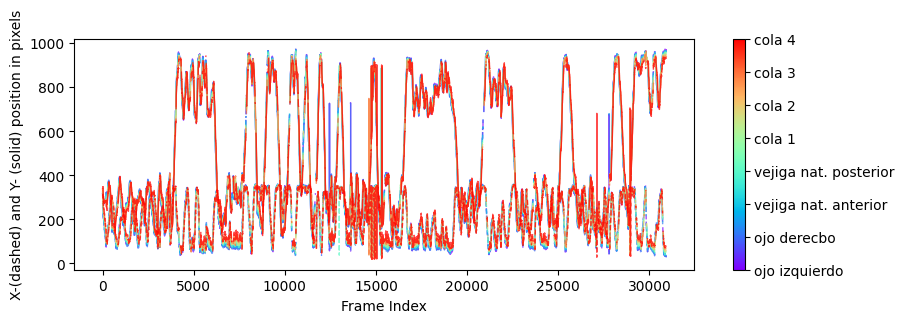 X-(dashed) and Y- (solid) position in pixels
1000
800
600
400
200
0
0
5000
10000
15000
20000
25000
30000
Frame Index
cola 4
cola 3
cola 2
cola 1
vejiga nat. posterior
vejiga nat. anterior
ojo derecbo
ojo izquierdo